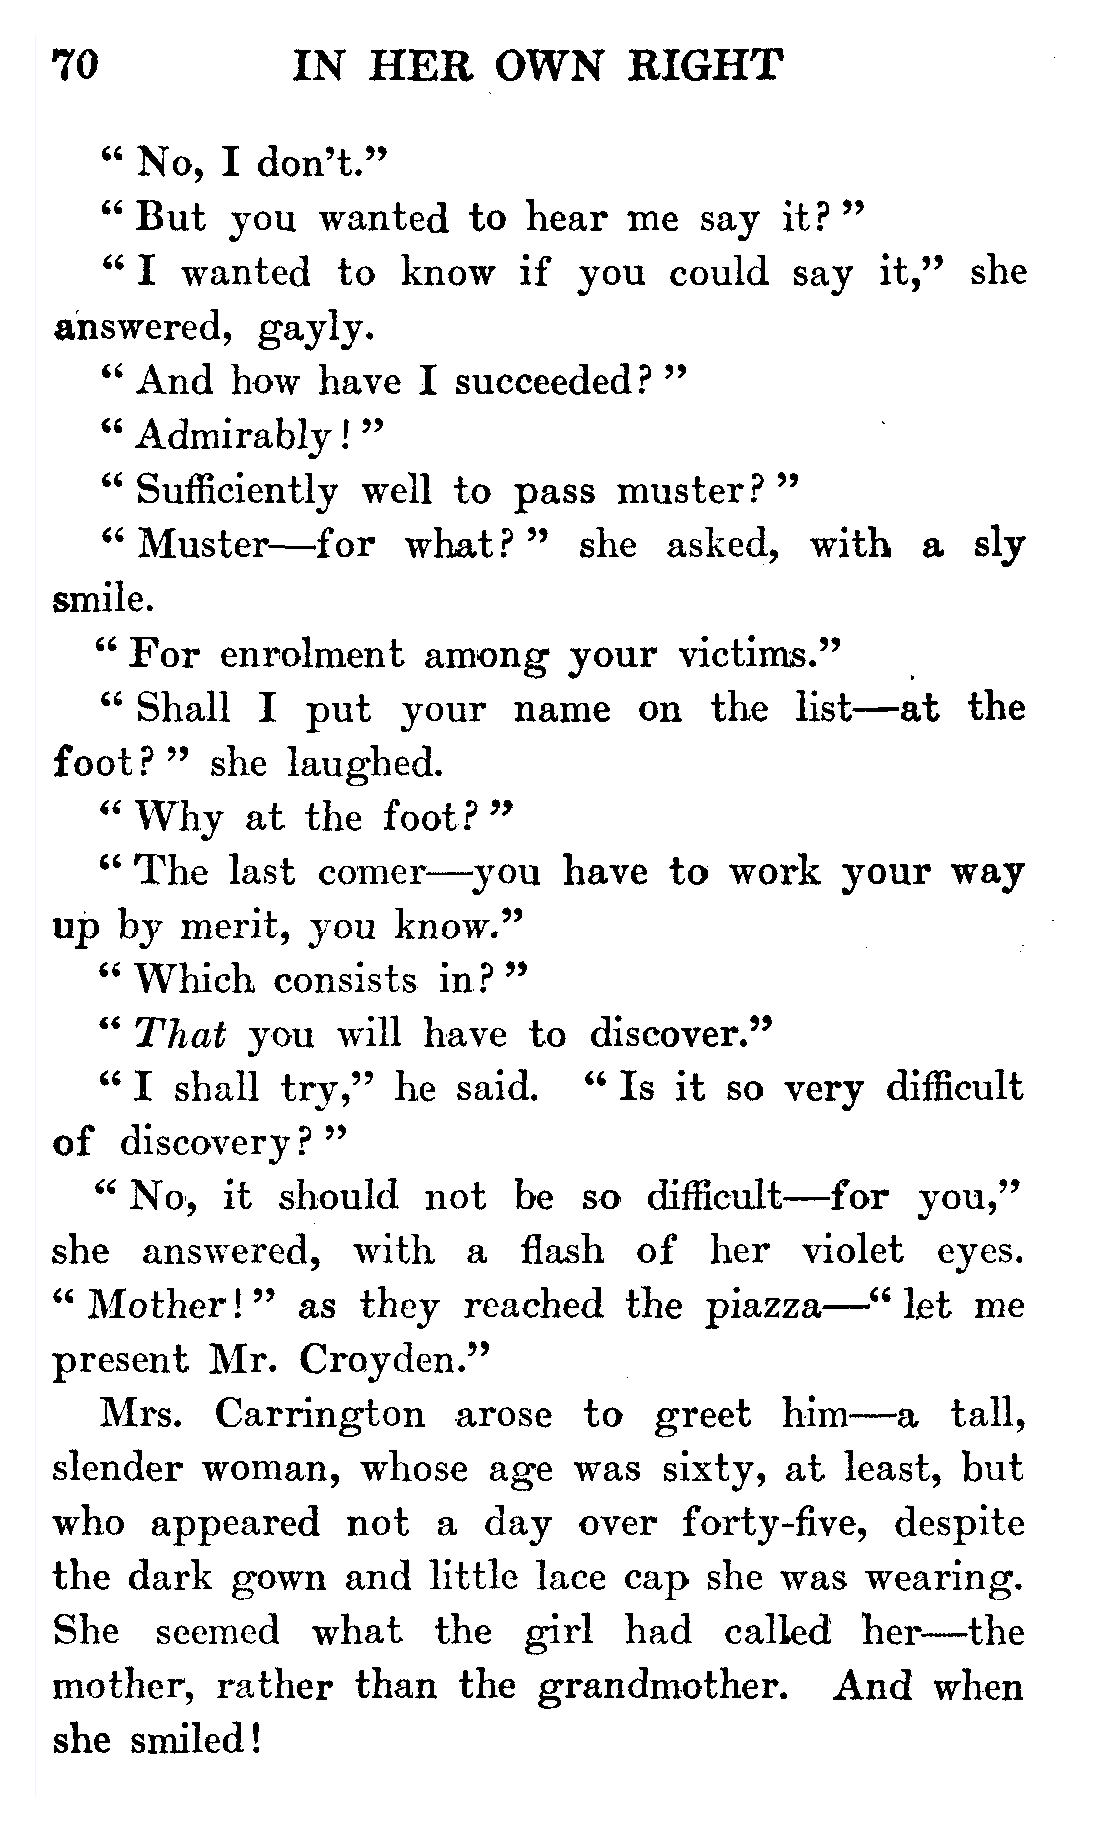 70 IN HER OWN RIGHT
“ No, I don’t.”
“ But you wanted to hear me say it? ”
“ I wanted to know if you could say it,” she
answered, gayly.
“ And how have I succeeded? ”
“ Admirably! ”
“ Sufficiently well to pass muster? ”
“ Muster—for what? ” she asked, with a sly
smile.
“ For enrolment among your victims.”
“ Shall I put your name on the list—at the
foot? ” she laughed.
“ Why at the foot? ”
“ The last comer—you have to work your way
up by merit, you know.”
“ Which consists in? ”
“ That you will have to discover.”
“ I shall try,” he said. “ Is it so very difficult
of discovery? ”
“ No, it should not be so difficult—for you,”
she answered, with a flash of her violet eyes.
“ Mother! ” as they reached the piazza—“ let me
present Mr. Croyden.”
Mrs. Carrington arose to greet him—a tall,
slender woman, whose age was sixty, at least, but
who appeared not a day over forty-five, despite
the dark gown and little lace cap she was wearing.
She seemed what the girl had called her—the
mother, rather than the grandmother. And when
she smiled!